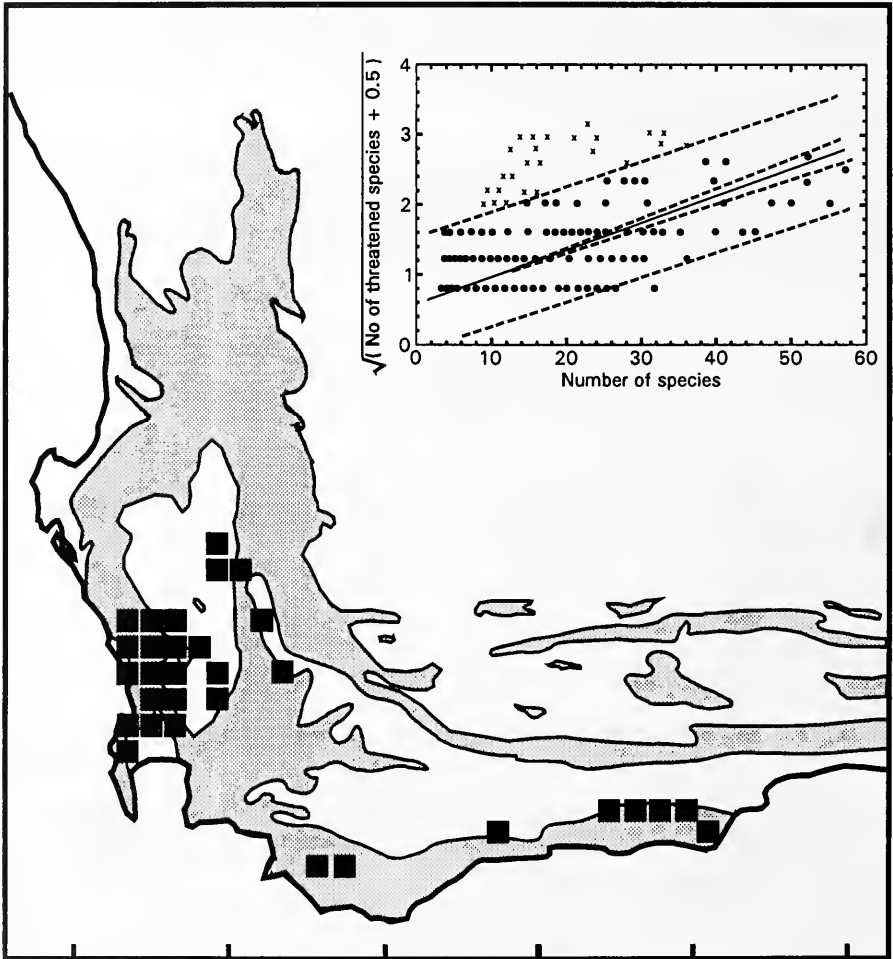 √( No of threatened species + 0.5 )
4
3
2
1
0
0 10 20 30 40 50 60
Number of species